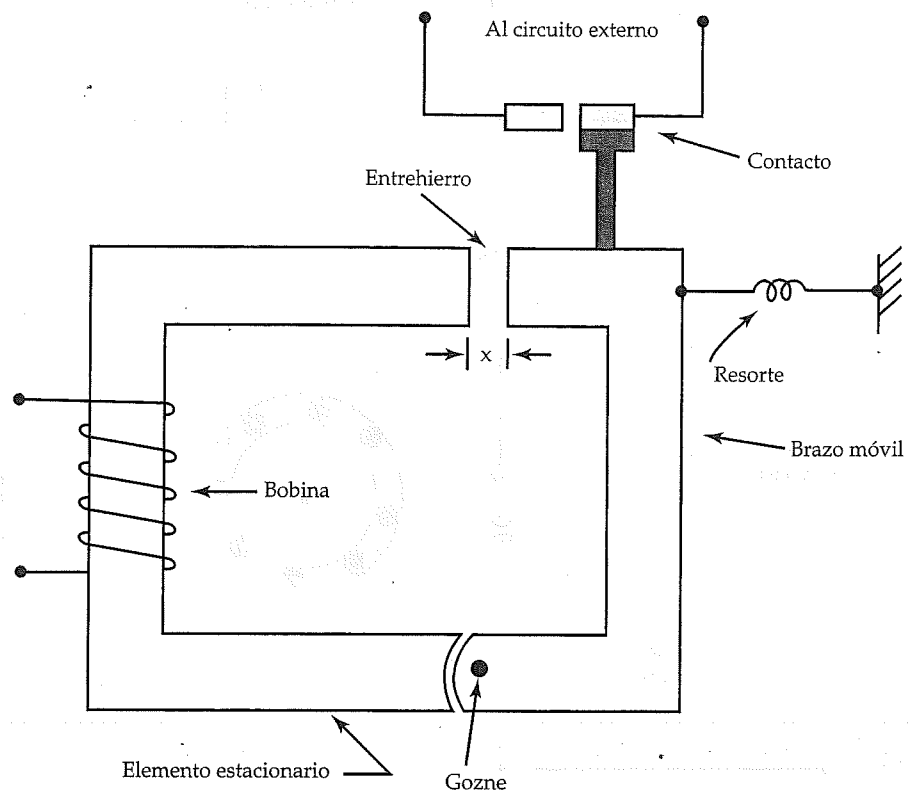 Al circuito externo
Contacto
Entrehierro
x
Resorte
Brazo móvil
Bobina
Elemento estacionario
Gozne